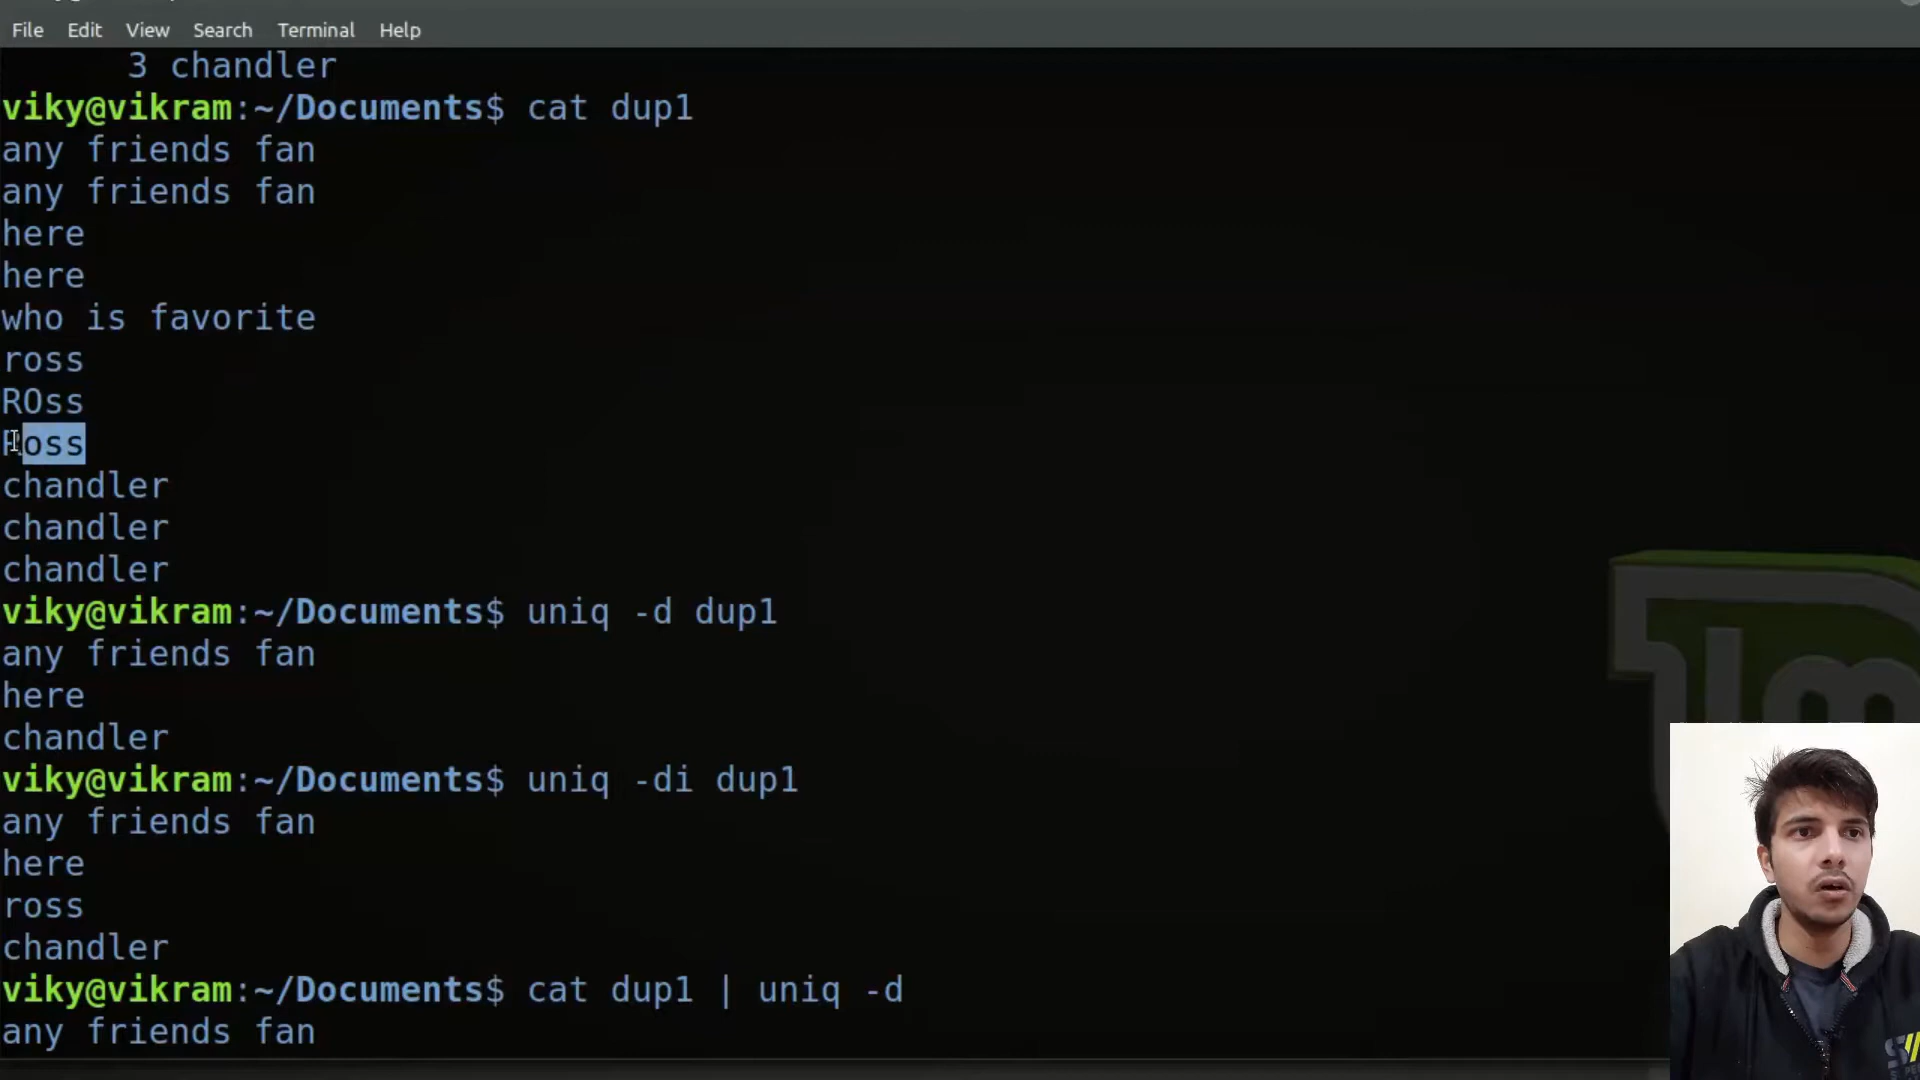 File Edit View Search Terminal Help
3 chandler
viky@vikram:~/Documents$ cat dup1
any friends fan
any friends fan
here
here
who is favorite
ross
ROss
Ross
chandler
chandler
chandler
viky@vikram:~/Documents$ uniq -d dup1
any friends fan
here
chandler
viky@vikram:~/Documents$ uniq -di dup1
any friends fan
here
ross
chandler
viky@vikram:~/Documents$ cat dup1 | uniq -d
any friends fan